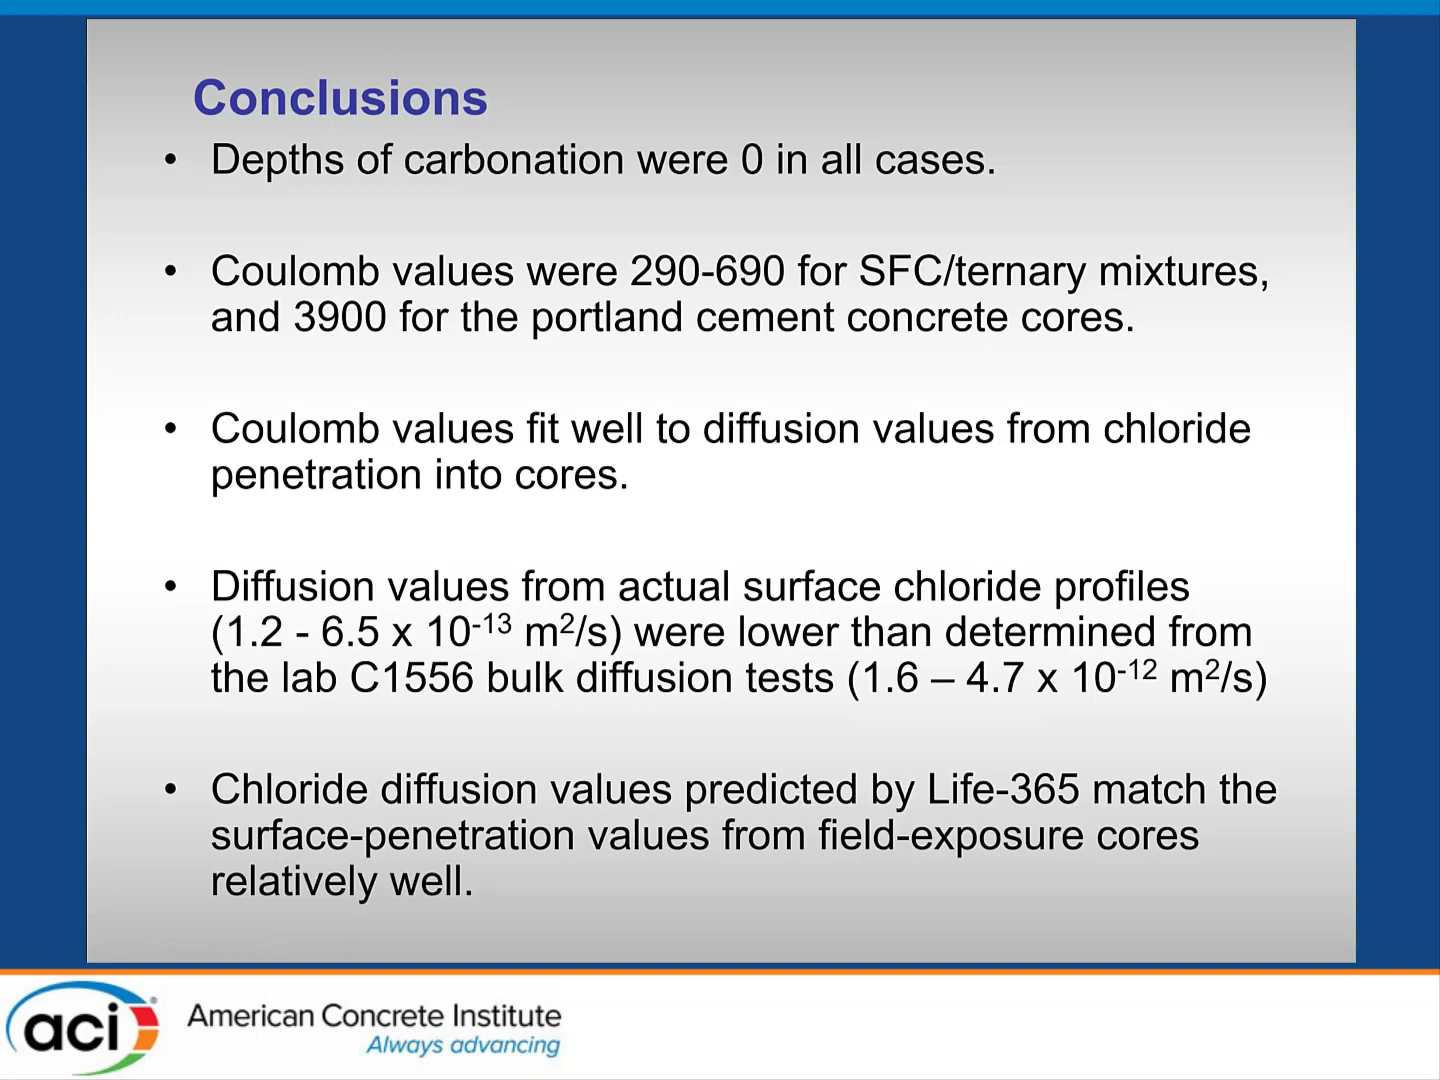 Conclusions
• Depths of carbonation were 0 in all cases.
• Coulomb values were 290-690 for SFC/ternary mixtures,
and 3900 for the portland cement concrete cores.
• Coulomb values fit well to diffusion values from chloride
penetration into cores.
• Diffusion values from actual surface chloride profiles
(1.2 - 6.5 x 10⁻¹³ m²/s) were lower than determined from
the lab C1556 bulk diffusion tests (1.6 – 4.7 x 10⁻¹² m²/s)
• Chloride diffusion values predicted by Life-365 match the
surface-penetration values from field-exposure cores
relatively well.
aci®
American Concrete Institute
Always advancing